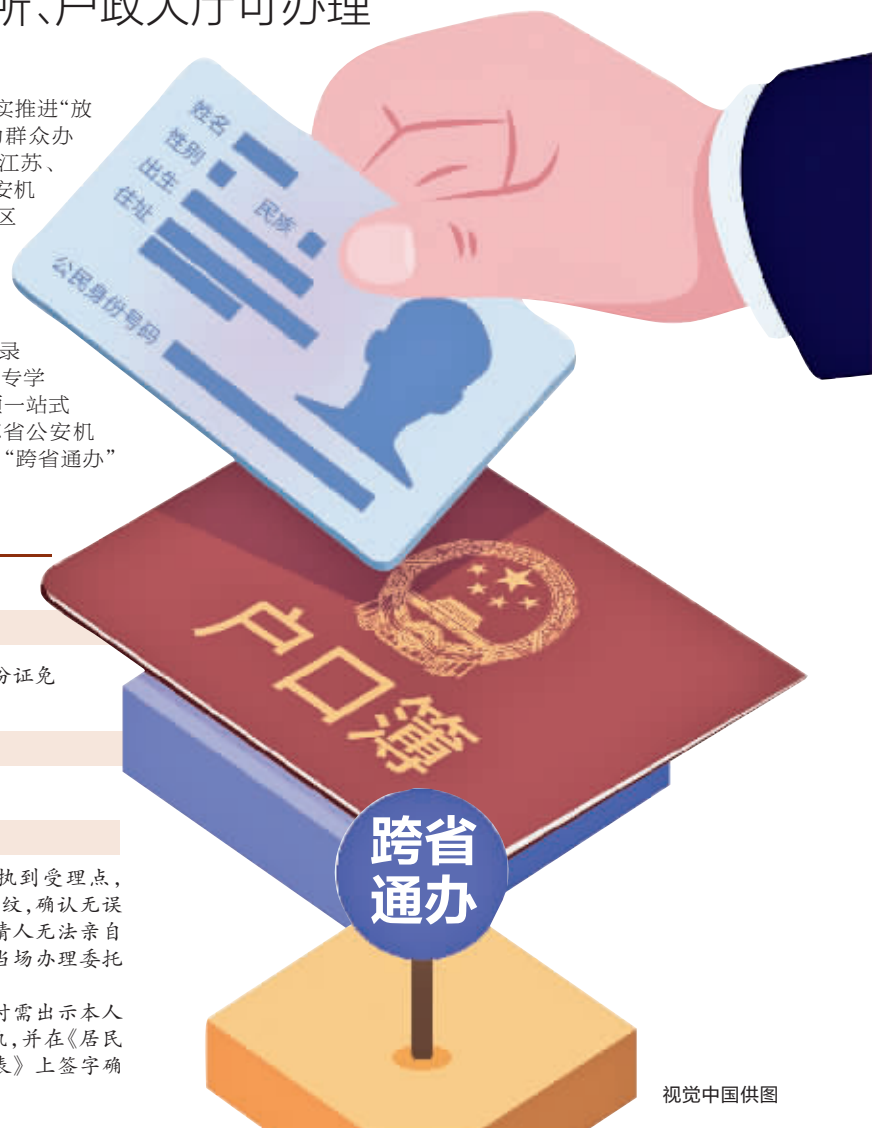 所、户政大厅可办理
实推进“放
群众办
江苏、
安机
区
录
专学
一站式
省公安机
“跨省通办”
份证免
执到受理点，
纹，确认无误
请人无法亲自
当场办理委托
时需出示本人
，并在《居民
表》上签字确
姓名
性别
民族
出生
住址
公民身份号码
户口簿
跨省
通办
视觉中国供图